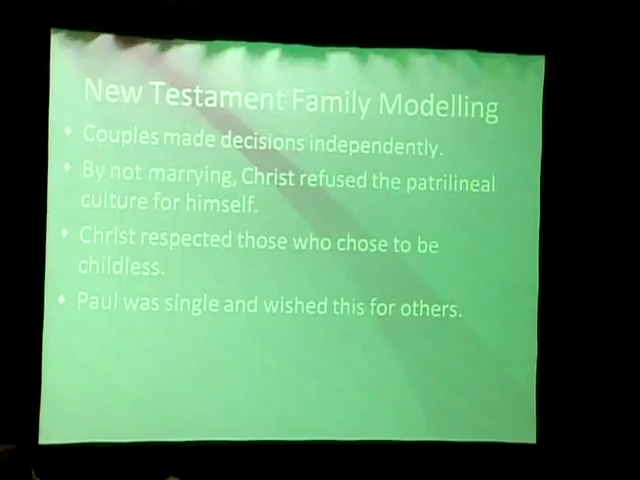 New Testament Family Modelling
• Couples made decisions independently.
• By not marrying, Christ refused the patrilineal
culture for himself.
• Christ respected those who chose to be
childless.
• Paul was single and wished this for others.